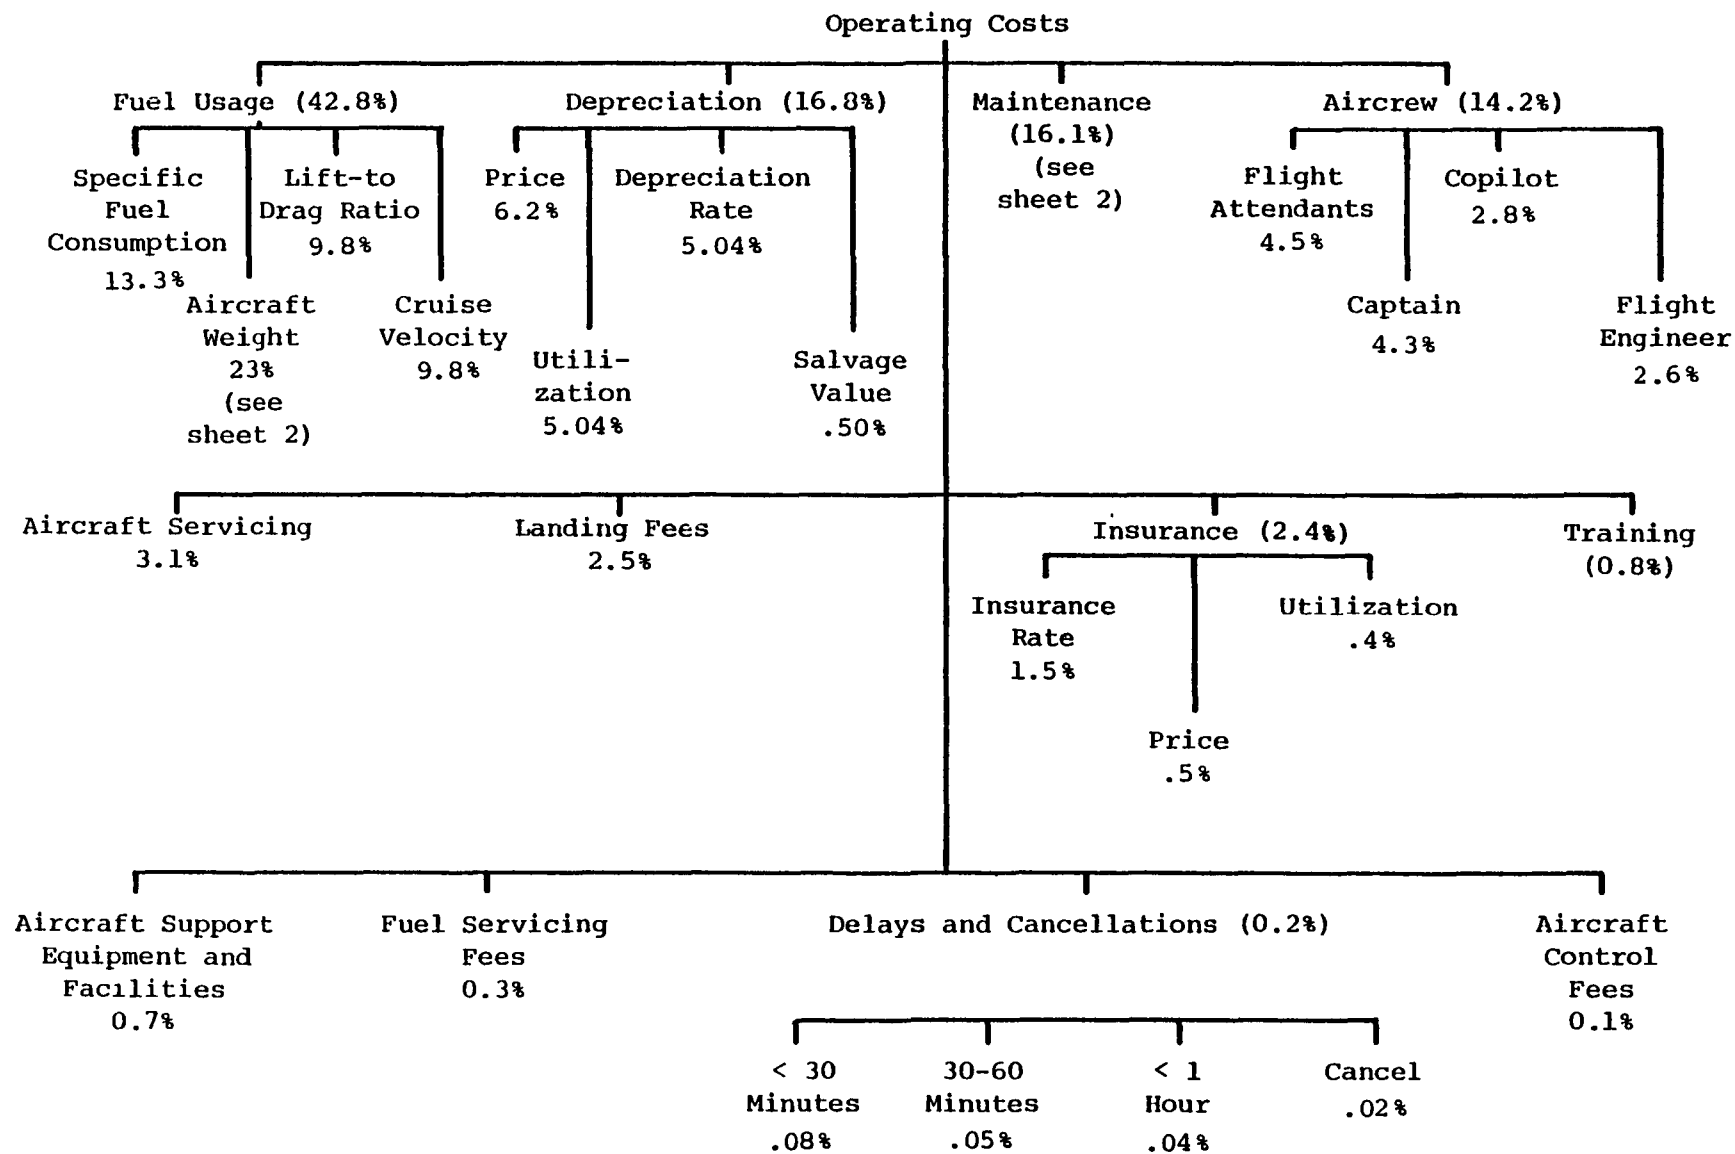 Operating Costs
Fuel Usage (42.8%)
Depreciation (16.8%)
Maintenance
(16.1%)
(see
sheet 2)
Aircrew (14.2%)
Specific
Fuel
Consumption
13.3%
Aircraft
Weight
23%
(see
sheet 2)
Lift-to
Drag Ratio
9.8%
Cruise
Velocity
9.8%
Price
6.2%
Utili-
zation
5.04%
Depreciation
Rate
5.04%
Salvage
Value
.50%
Flight
Attendants
4.5%
Captain
4.3%
Copilot
2.8%
Flight
Engineer
2.6%
Aircraft Servicing
3.1%
Landing Fees
2.5%
Insurance (2.4%)
Training
(0.8%)
Insurance
Rate
1.5%
Price
.5%
Utilization
.4%
Aircraft Support
Equipment and
Facilities
0.7%
Fuel Servicing
Fees
0.3%
Delays and Cancellations (0.2%)
Aircraft
Control
Fees
0.1%
< 30
Minutes
.08%
30-60
Minutes
.05%
< 1
Hour
.04%
Cancel
.02%